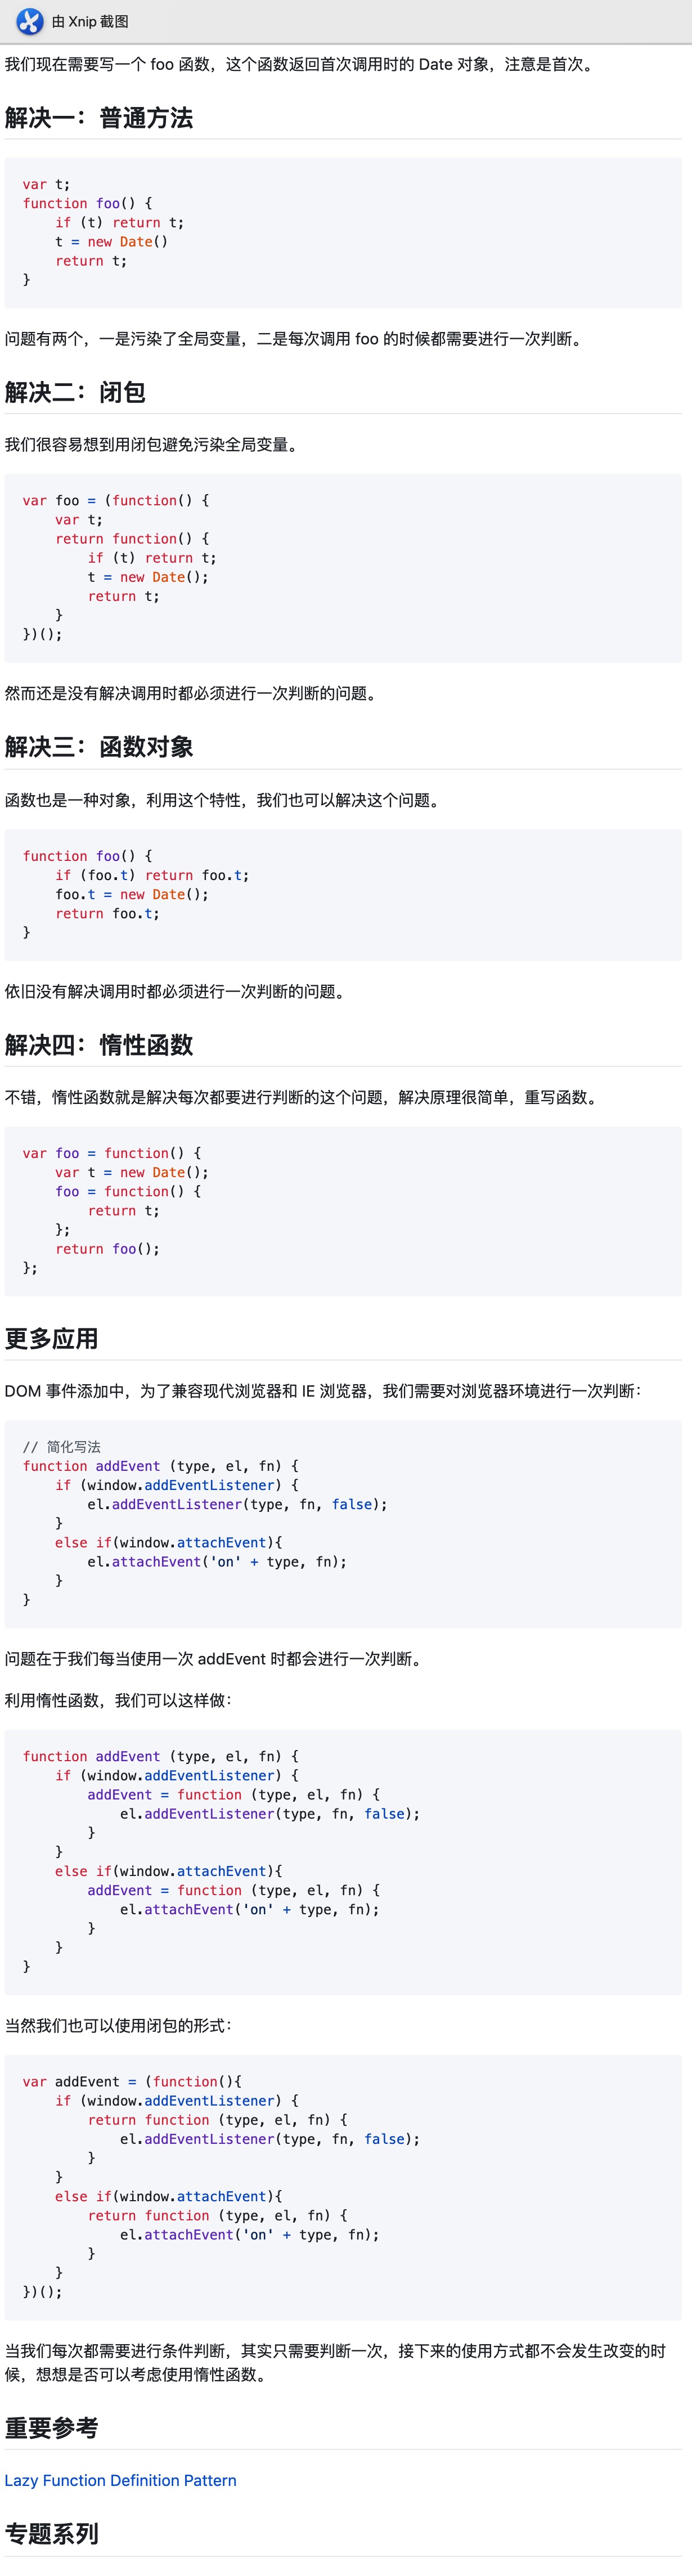 由 Xnip 截图
我们现在需要写一个 foo 函数，这个函数返回首次调用时的 Date 对象，注意是首次。
解决一：普通方法
var t;
function foo() {
    if (t) return t;
    t = new Date()
    return t;
}
问题有两个，一是污染了全局变量，二是每次调用 foo 的时候都需要进行一次判断。
解决二：闭包
我们很容易想到用闭包避免污染全局变量。
var foo = (function() {
    var t;
    return function() {
        if (t) return t;
        t = new Date();
        return t;
    }
})();
然而还是没有解决调用时都必须进行一次判断的问题。
解决三：函数对象
函数也是一种对象，利用这个特性，我们也可以解决这个问题。
function foo() {
    if (foo.t) return foo.t;
    foo.t = new Date();
    return foo.t;
}
依旧没有解决调用时都必须进行一次判断的问题。
解决四：惰性函数
不错，惰性函数就是解决每次都要进行判断的这个问题，解决原理很简单，重写函数。
var foo = function() {
    var t = new Date();
    foo = function() {
        return t;
    };
    return foo();
};
更多应用
DOM 事件添加中，为了兼容现代浏览器和 IE 浏览器，我们需要对浏览器环境进行一次判断：
// 简化写法
function addEvent (type, el, fn) {
    if (window.addEventListener) {
        el.addEventListener(type, fn, false);
    }
    else if(window.attachEvent){
        el.attachEvent('on' + type, fn);
    }
}
问题在于我们每当使用一次 addEvent 时都会进行一次判断。
利用惰性函数，我们可以这样做：
function addEvent (type, el, fn) {
    if (window.addEventListener) {
        addEvent = function (type, el, fn) {
            el.addEventListener(type, fn, false);
        }
    }
    else if(window.attachEvent){
        addEvent = function (type, el, fn) {
            el.attachEvent('on' + type, fn);
        }
    }
}
当然我们也可以使用闭包的形式：
var addEvent = (function(){
    if (window.addEventListener) {
        return function (type, el, fn) {
            el.addEventListener(type, fn, false);
        }
    }
    else if(window.attachEvent){
        return function (type, el, fn) {
            el.attachEvent('on' + type, fn);
        }
    }
})();
当我们每次都需要进行条件判断，其实只需要判断一次，接下来的使用方式都不会发生改变的时
候，想想是否可以考虑使用惰性函数。
重要参考
Lazy Function Definition Pattern
专题系列